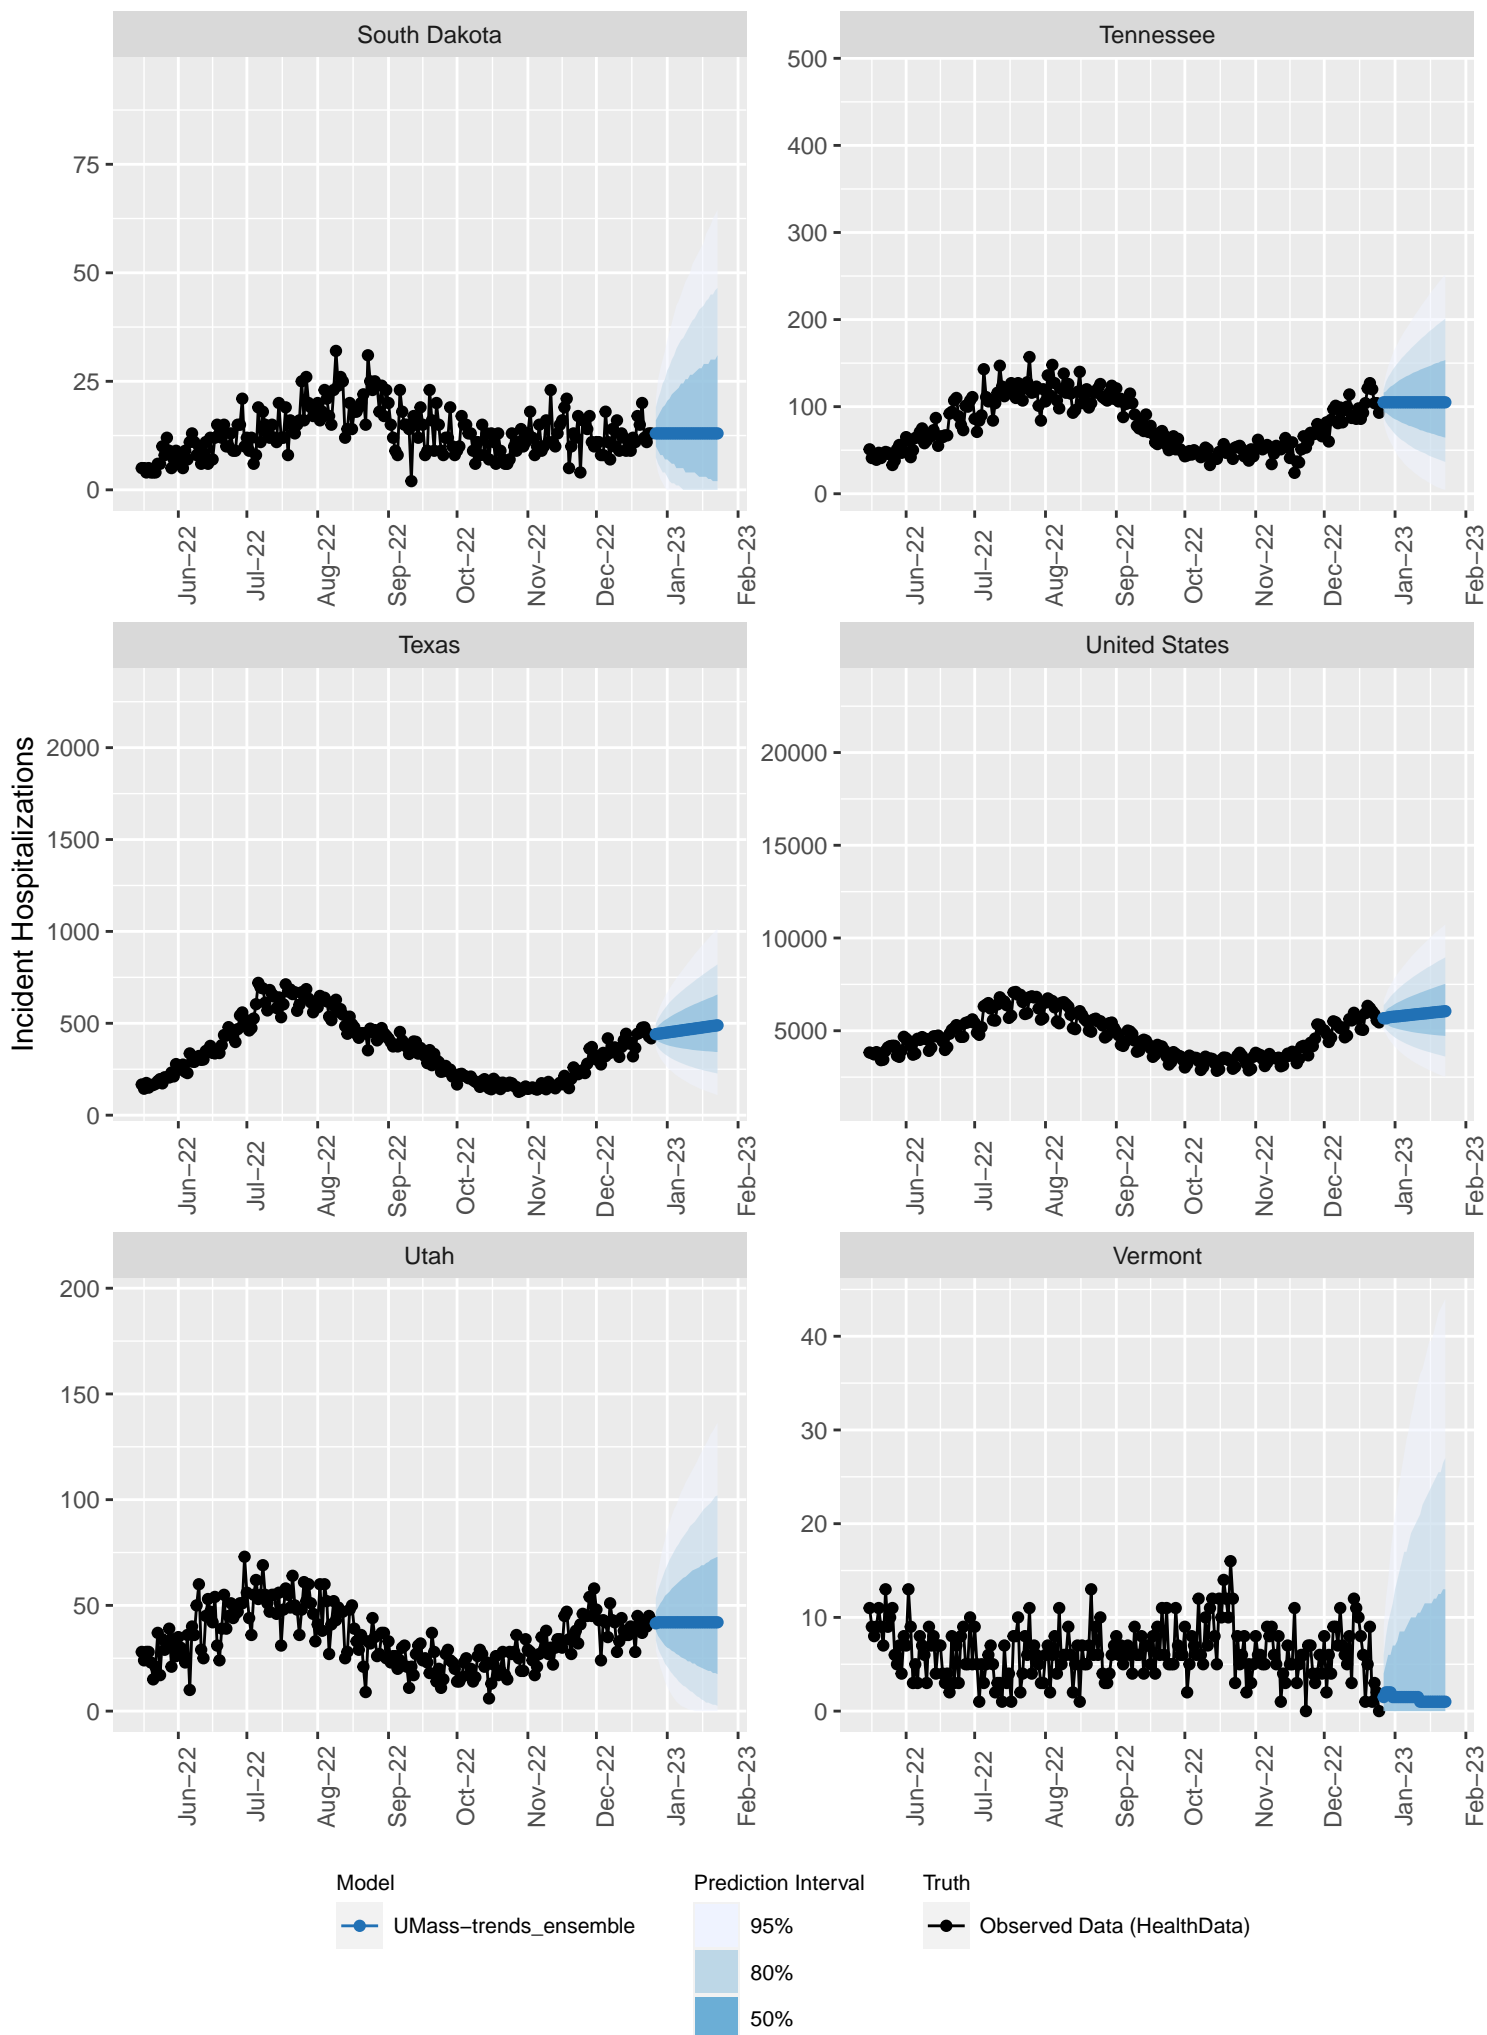 South Dakota
Tennessee
75
50
25
0
500
400
300
200
100
0
Jun−22
Jul−22
Aug−22
Sep−22
Oct−22
Nov−22
Dec−22
Jan−23
Feb−23
Jun−22
Jul−22
Aug−22
Sep−22
Oct−22
Nov−22
Dec−22
Jan−23
Feb−23
Incident Hospitalizations
Texas
United States
2000
1500
1000
500
0
20000
15000
10000
5000
Jun−22
Jul−22
Aug−22
Sep−22
Oct−22
Nov−22
Dec−22
Jan−23
Feb−23
Jun−22
Jul−22
Aug−22
Sep−22
Oct−22
Nov−22
Dec−22
Jan−23
Feb−23
Utah
Vermont
200
150
100
50
0
40
30
20
10
0
Jun−22
Jul−22
Aug−22
Sep−22
Oct−22
Nov−22
Dec−22
Jan−23
Feb−23
Jun−22
Jul−22
Aug−22
Sep−22
Oct−22
Nov−22
Dec−22
Jan−23
Feb−23
Model
UMass−trends_ensemble
Prediction Interval
95%
80%
50%
Truth
Observed Data (HealthData)